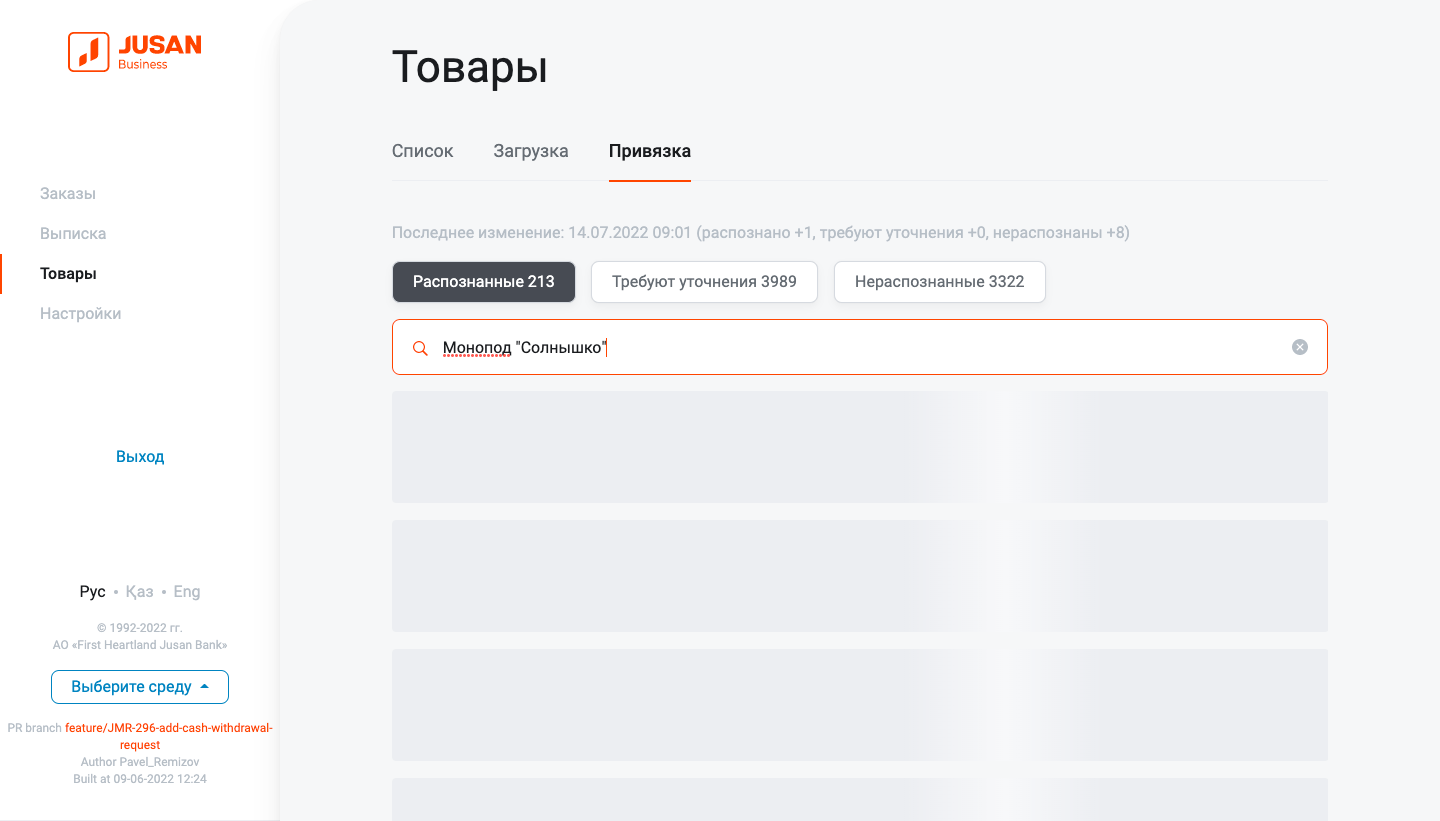 JUSAN
Business
Заказы
Выписка
Товары
Настройки
Выход
Рус • Қаз • Eng
© 1992-2022 гг.
АО «First Heartland Jusan Bank»
Выберите среду
PR branch feature/JMR-296-add-cash-withdrawal-
request
Author Pavel_Remizov
Built at 09-06-2022 12:24
Товары
Список Загрузка Привязка
Последнее изменение: 14.07.2022 09:01 (распознано +1, требуют уточнения +0, нераспознаны +8)
Распознанные 213 Требуют уточнения 3989 Нераспознанные 3322
Монопод "Солнышко"